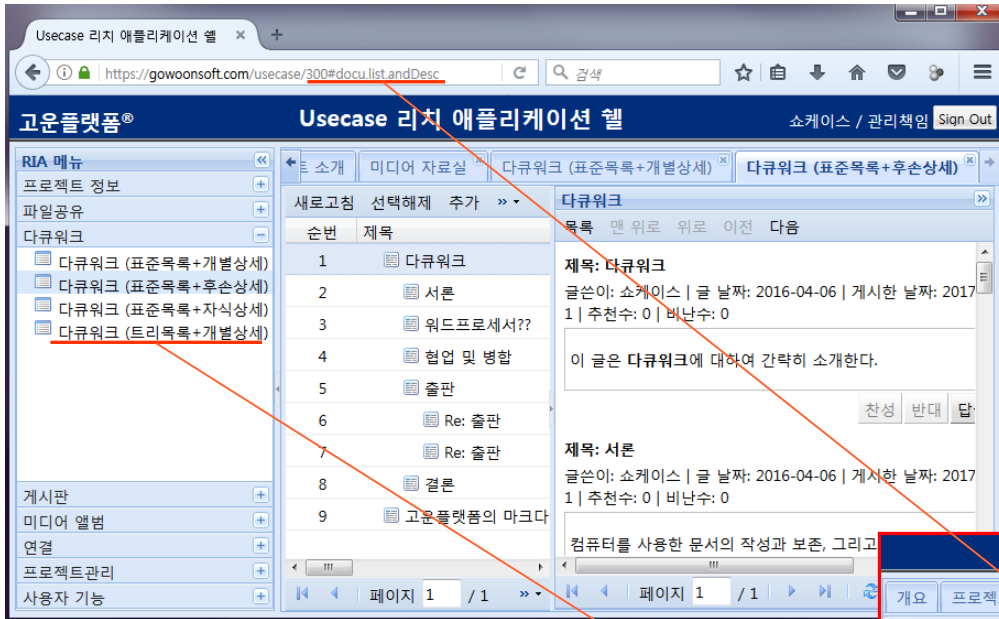 Usecase 리치 애플리케이션 쉘
https://gowoonsoft.com/usecase/300#docu.list.andDesc
검색
고운플랫폼®
Usecase 리치 애플리케이션 쉘
쇼케이스 / 관리책임
Sign Out
RIA 메뉴
프로젝트 정보
파일공유
다큐워크
다큐워크 (표준목록+개별상세)
다큐워크 (표준목록+후손상세)
다큐워크 (표준목록+자식상세)
다큐워크 (트리목록+개별상세)
게시판
미디어 앨범
연결
프로젝트관리
사용자 기능
트 소개
미디어 자료실
다큐워크 (표준목록+개별상세)
다큐워크 (표준목록+후손상세)
새로고침 선택해제 추가 »
순번 제목
1 다큐워크
2 서론
3 워드프로세서??
4 협업 및 병합
5 출판
6 Re: 출판
7 Re: 출판
8 결론
9 고운플랫폼의 마크다
페이지 1 / 1 »
다큐워크
목록 맨 위로 위로 이전 다음
제목: 다큐워크
글쓴이: 쇼케이스 | 글 날짜: 2016-04-06 | 게시한 날짜: 2017
1 | 추천수: 0 | 비난수: 0
이 글은 다큐워크에 대하여 간략히 소개한다.
찬성 반대 답
제목: 서론
글쓴이: 쇼케이스 | 글 날짜: 2016-04-06 | 게시한 날짜: 2017
1 | 추천수: 0 | 비난수: 0
컴퓨터를 사용한 문서의 작성과 보존, 그리고
페이지 1 / 1
개요
프로젝